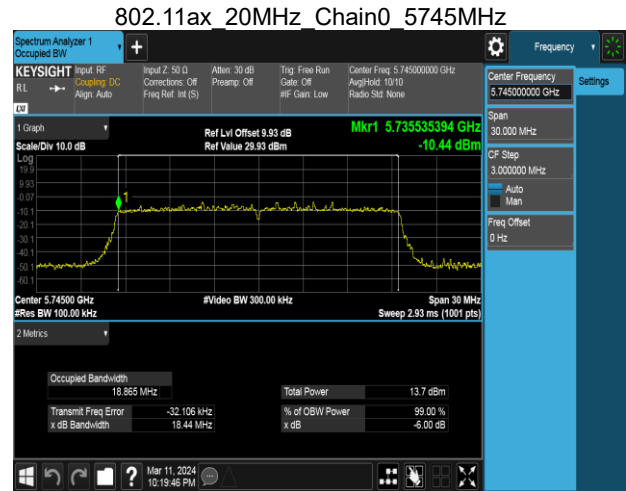 802.11ax_20MHz_Chain0_5745MHz
Spectrum Analyzer 1
Occupied BW
+
Frequency
KEYSIGHT
RL
LXI
Input: RF
Coupling: DC
Align: Auto
Input Z: 50 Ω
Corrections: Off
Freq Ref: Int (S)
Atten: 30 dB
Preamp: Off
Trig: Free Run
Gate: Off
#IF Gain: Low
Center Freq: 5.745000000 GHz
Avg|Hold: 10/10
Radio Std: None
Center Frequency
5.745000000 GHz
Settings
Span
30.000 MHz
CF Step
3.000000 MHz
Auto
Man
Freq Offset
0 Hz
1 Graph
Scale/Div 10.0 dB
Ref Lvl Offset 9.93 dB
Ref Value 29.93 dBm
Mkr1 5.735535394 GHz
-10.44 dBm
Log
19.9
9.93
-0.07
-10.1
-20.1
-30.1
-40.1
-50.1
-60.1
1
Center 5.74500 GHz
#Res BW 100.00 kHz
#Video BW 300.00 kHz
Span 30 MHz
Sweep 2.93 ms (1001 pts)
2 Metrics
Occupied Bandwidth
18.865 MHz
Total Power 13.7 dBm
Transmit Freq Error -32.106 kHz
% of OBW Power 99.00 %
x dB Bandwidth 18.44 MHz
x dB -6.00 dB
?
Mar 11, 2024
10:19:46 PM